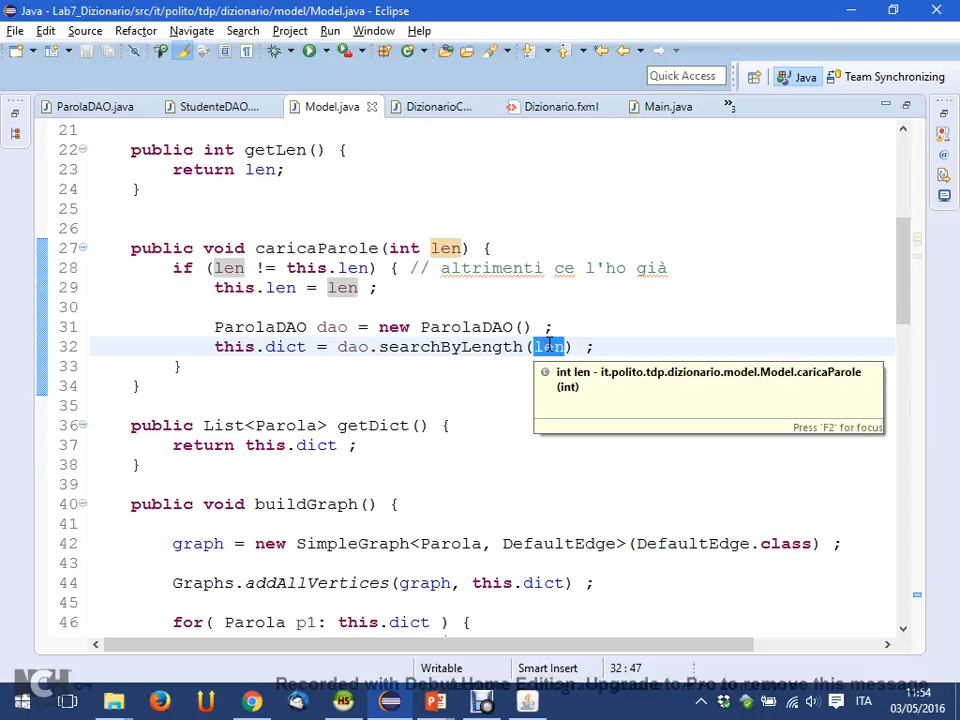 Java - Lab7_Dizionario/src/it/polito/tdp/dizionario/model/Model.java - Eclipse
File Edit Source Refactor Navigate Search Project Run Window Help
Quick Access Java Team Synchronizing
ParolaDAO.java StudenteDAO.... Model.java DizionarioC... Dizionario.fxml Main.java »3
21
22 public int getLen() {
23 return len;
24 }
25
26
27 public void caricaParole(int len) {
28 if (len != this.len) { // altrimenti ce l'ho già
29 this.len = len ;
30
31 ParolaDAO dao = new ParolaDAO() ;
32 this.dict = dao.searchByLength(len) ;
33 }
34 }
35
36 public List<Parola> getDict() {
37 return this.dict ;
38 }
39
40 public void buildGraph() {
41
42 graph = new SimpleGraph<Parola, DefaultEdge>(DefaultEdge.class) ;
43
44 Graphs.addAllVertices(graph, this.dict) ;
45
46 for( Parola p1: this.dict ) {
int len - it.polito.tdp.dizionario.model.Model.caricaParole
(int)
Press 'F2' for focus
Writable Smart Insert 32 : 47
NCH
Recorded with Debut Home Edition. Upgrade to Pro to remove this message
ITA
11:54
03/05/2016